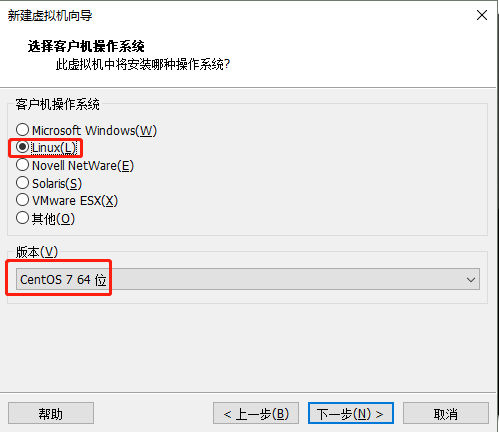 新建虚拟机向导
选择客户机操作系统
此虚拟机中将安装哪种操作系统?
客户机操作系统
Microsoft Windows(W)
Linux(L)
Novell NetWare(E)
Solaris(S)
VMware ESX(X)
其他(O)
版本(V)
CentOS 7 64 位
帮助
< 上一步(B)
下一步(N) >
取消